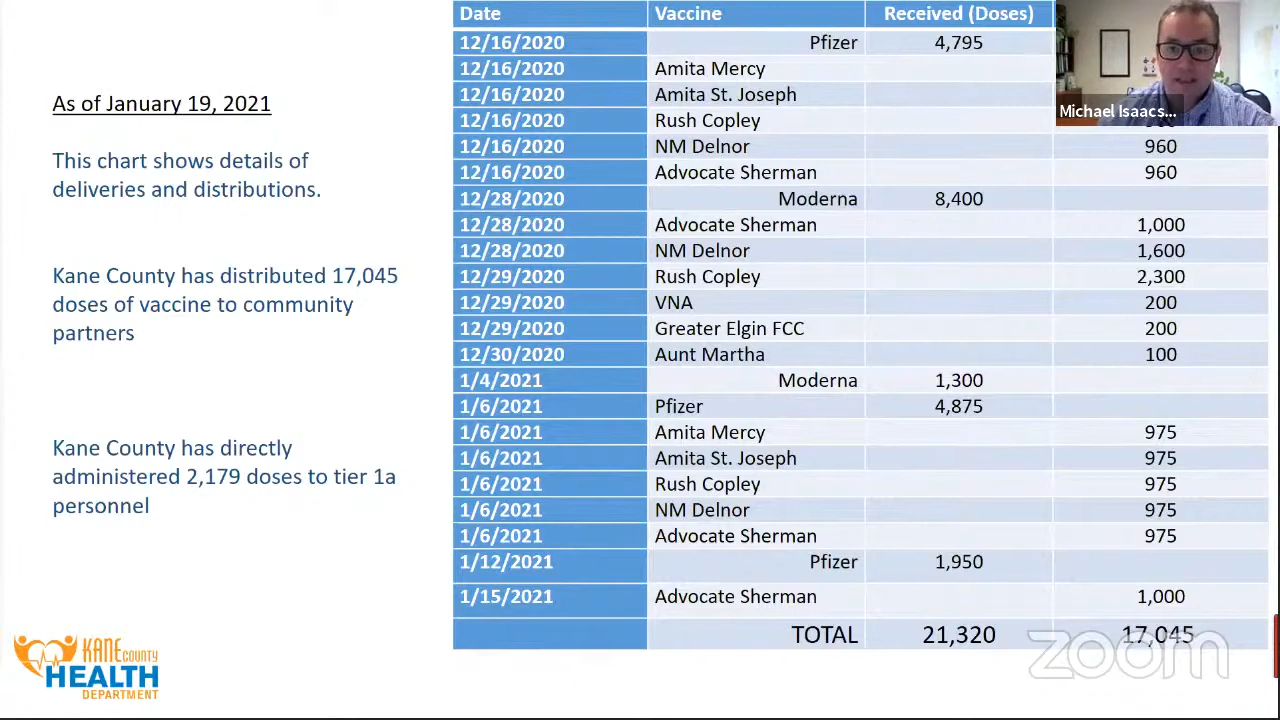 As of January 19, 2021
This chart shows details of
deliveries and distributions.
Kane County has distributed 17,045
doses of vaccine to community
partners
Kane County has directly
administered 2,179 doses to tier 1a
personnel
KANE COUNTY
HEALTH
DEPARTMENT
Date Vaccine Received (Doses)
12/16/2020 Pfizer 4,795
12/16/2020 Amita Mercy
12/16/2020 Amita St. Joseph
12/16/2020 Rush Copley
12/16/2020 NM Delnor 960
12/16/2020 Advocate Sherman 960
12/28/2020 Moderna 8,400
12/28/2020 Advocate Sherman 1,000
12/28/2020 NM Delnor 1,600
12/29/2020 Rush Copley 2,300
12/29/2020 VNA 200
12/29/2020 Greater Elgin FCC 200
12/30/2020 Aunt Martha 100
1/4/2021 Moderna 1,300
1/6/2021 Pfizer 4,875
1/6/2021 Amita Mercy 975
1/6/2021 Amita St. Joseph 975
1/6/2021 Rush Copley 975
1/6/2021 NM Delnor 975
1/6/2021 Advocate Sherman 975
1/12/2021 Pfizer 1,950
1/15/2021 Advocate Sherman 1,000
TOTAL 21,320 17,045
Michael Isaacs...
zoom